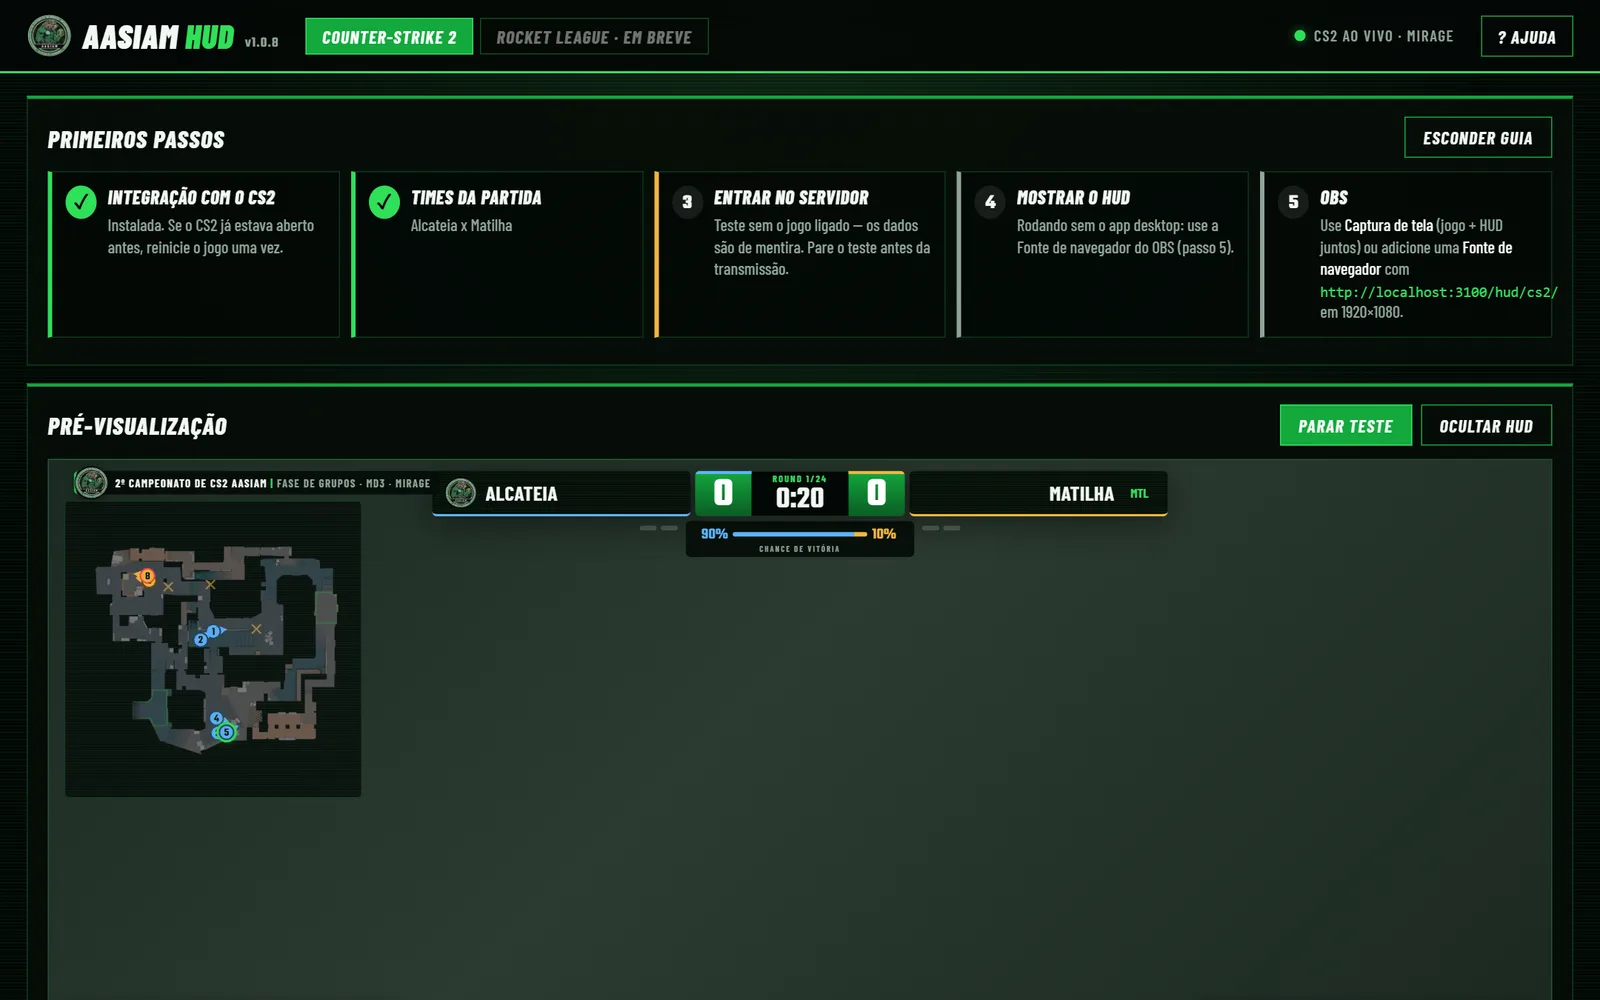 AASIAM HUD v1.0.8
COUNTER-STRIKE 2
ROCKET LEAGUE · EM BREVE
CS2 AO VIVO · MIRAGE
? AJUDA
PRIMEIROS PASSOS
ESCONDER GUIA
INTEGRAÇÃO COM O CS2
Instalada. Se o CS2 já estava aberto
antes, reinicie o jogo uma vez.
TIMES DA PARTIDA
Alcateia x Matilha
3 ENTRAR NO SERVIDOR
Teste sem o jogo ligado — os dados
são de mentira. Pare o teste antes da
transmissão.
4 MOSTRAR O HUD
Rodando sem o app desktop: use a
Fonte de navegador do OBS (passo 5).
5 OBS
Use Captura de tela (jogo + HUD
juntos) ou adicione uma Fonte de
navegador com
http://localhost:3100/hud/cs2/
em 1920×1080.
PRÉ-VISUALIZAÇÃO
PARAR TESTE
OCULTAR HUD
2º CAMPEONATO DE CS2 AASIAM | FASE DE GRUPOS · MD3 · MIRAGE
ALCATEIA
0
ROUND 1/24
0:20
0
MATILHA MTL
90% 10%
CHANCE DE VITÓRIA
8
1
2
4
5